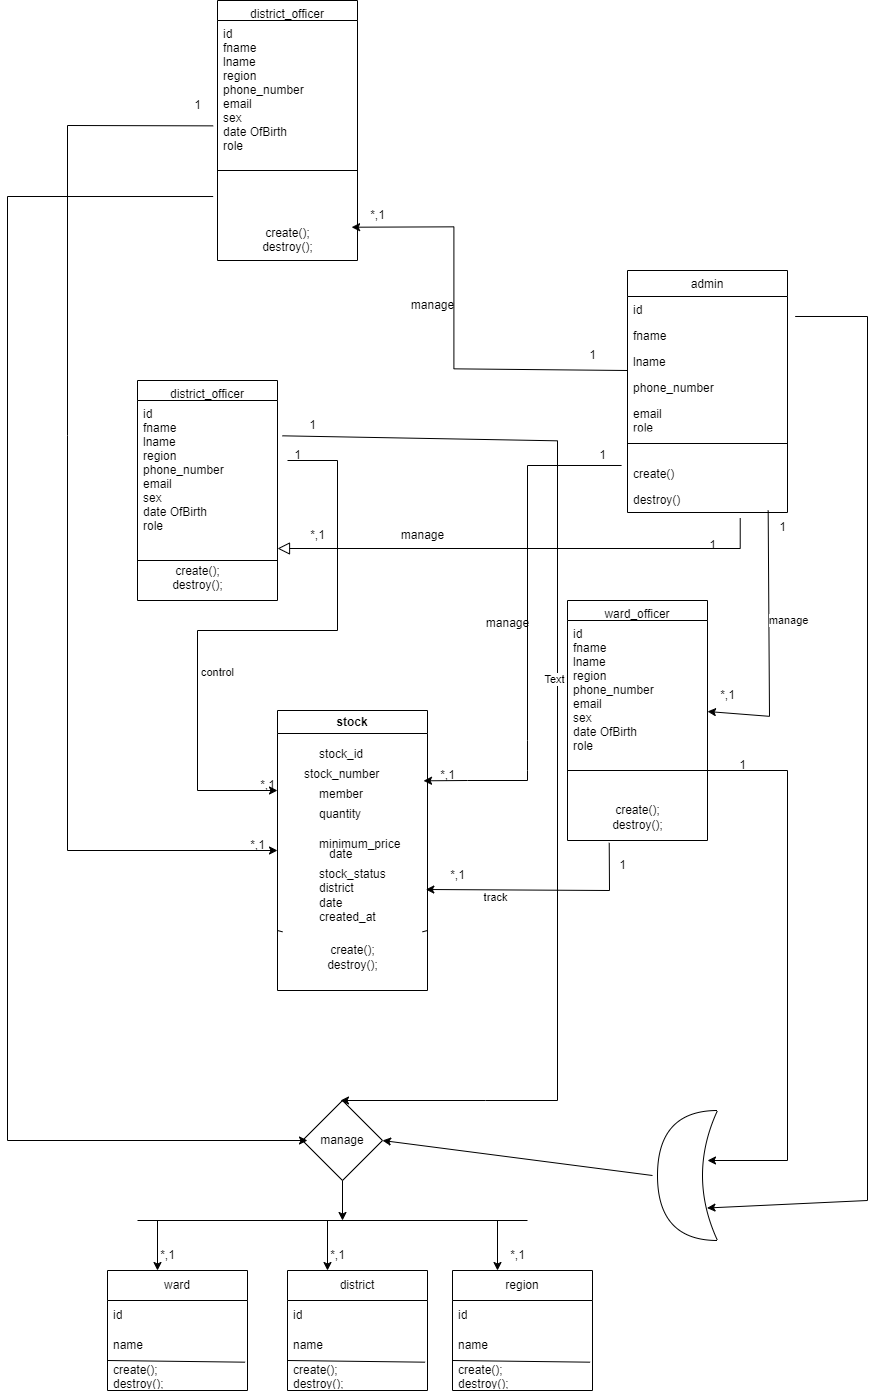 district_officer
id
fname
lname
region
phone_number
email
sex
date OfBirth
role
create();
destroy();
1
*,1
manage
1
admin
id
fname
lname
phone_number
email
role
create()
destroy()
district_officer
id
fname
lname
region
phone_number
email
sex
date OfBirth
role
create();
destroy();
1
1
*,1
manage
1
1
1
manage
manage
control
Text
ward_officer
id
fname
lname
region
phone_number
email
sex
date OfBirth
role
create();
destroy();
*,1
1
1
stock
stock_id
stock_number
member
quantity
minimum_price
date
stock_status
district
date
created_at
create();
destroy();
*,1
*,1
*,1
*,1
track
manage
*,1
*,1
*,1
ward
id
name
create();
destroy();
district
id
name
create();
destroy();
region
id
name
create();
destroy();